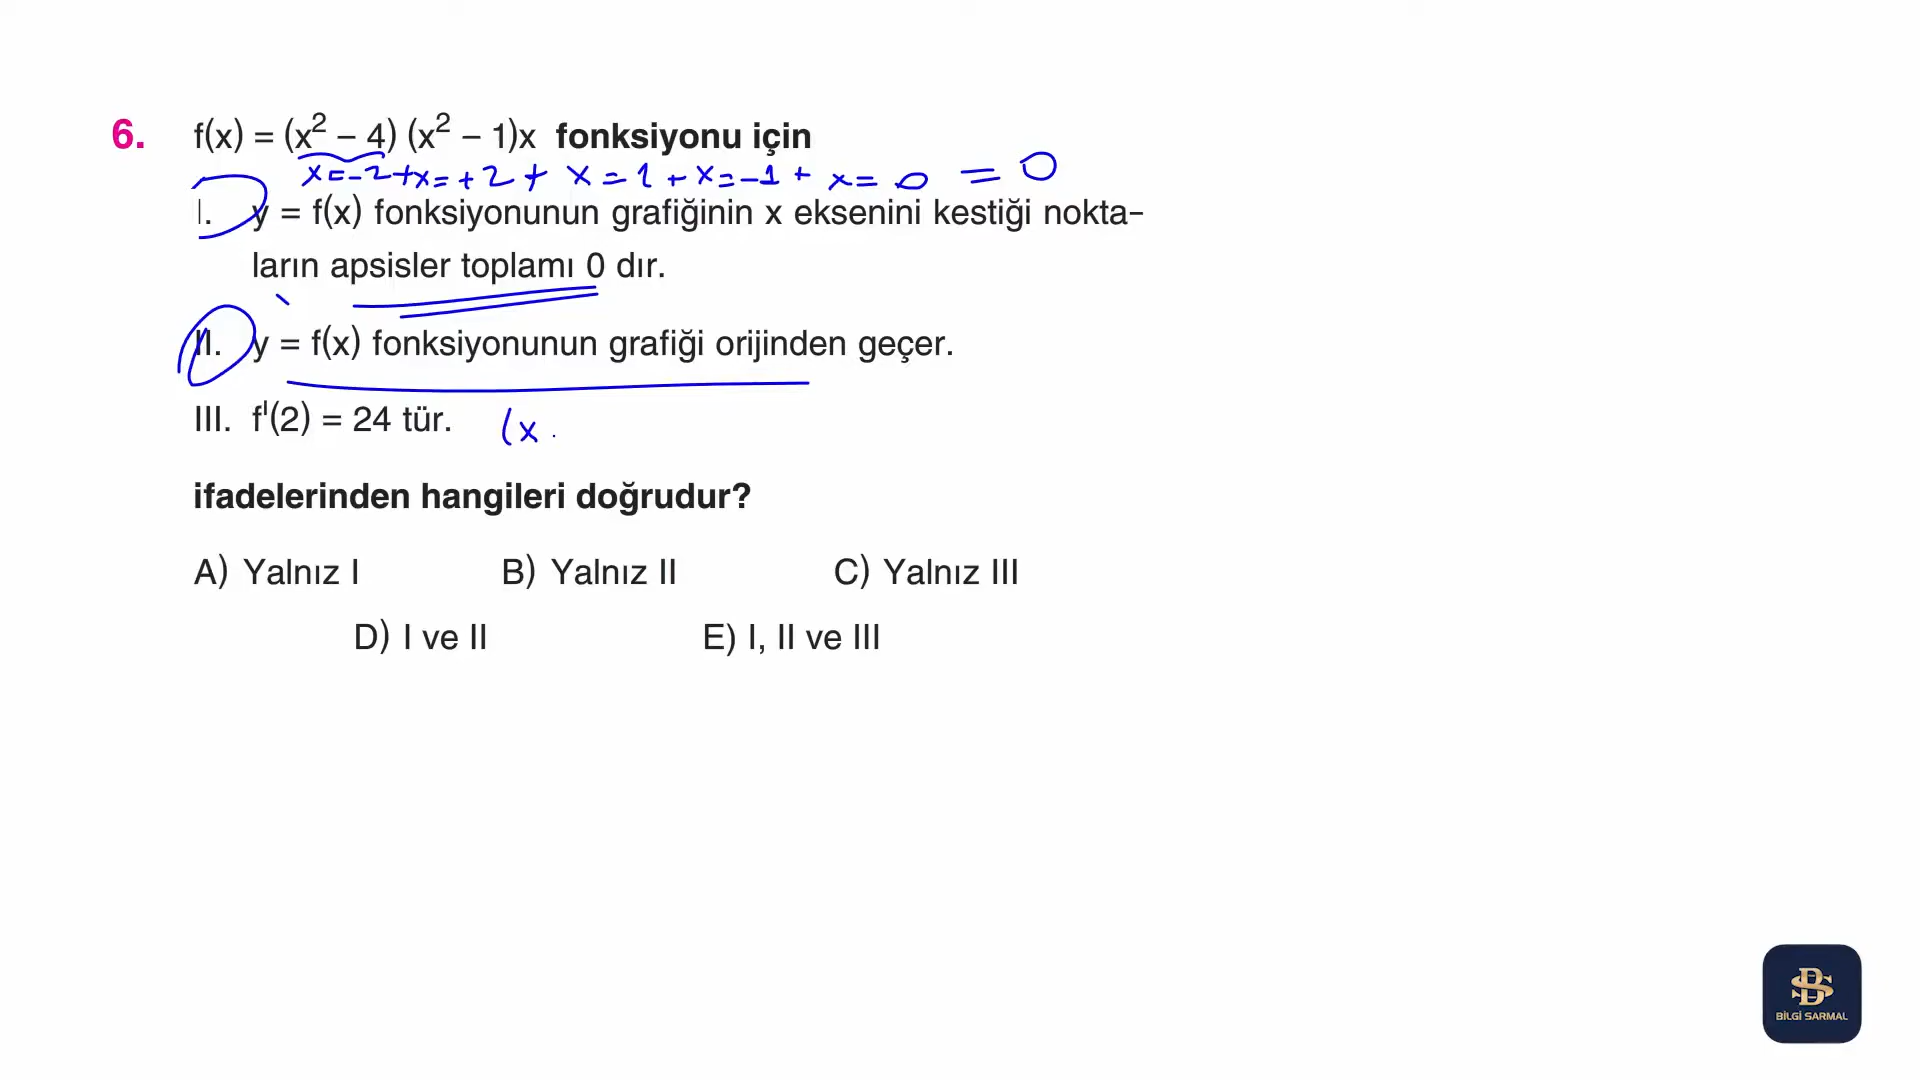 6. f(x) = (x² – 4) (x² – 1)x fonksiyonu için
x=-2+x=+2+ x=1+x=-1+ x=0 = 0
I. y = f(x) fonksiyonunun grafiğinin x eksenini kestiği nokta-
ların apsisler toplamı 0 dır.
II. y = f(x) fonksiyonunun grafiği orijinden geçer.
III. f'(2) = 24 tür. (x
ifadelerinden hangileri doğrudur?
A) Yalnız I B) Yalnız II C) Yalnız III
D) I ve II E) I, II ve III
BS
BİLGİ SARMAL